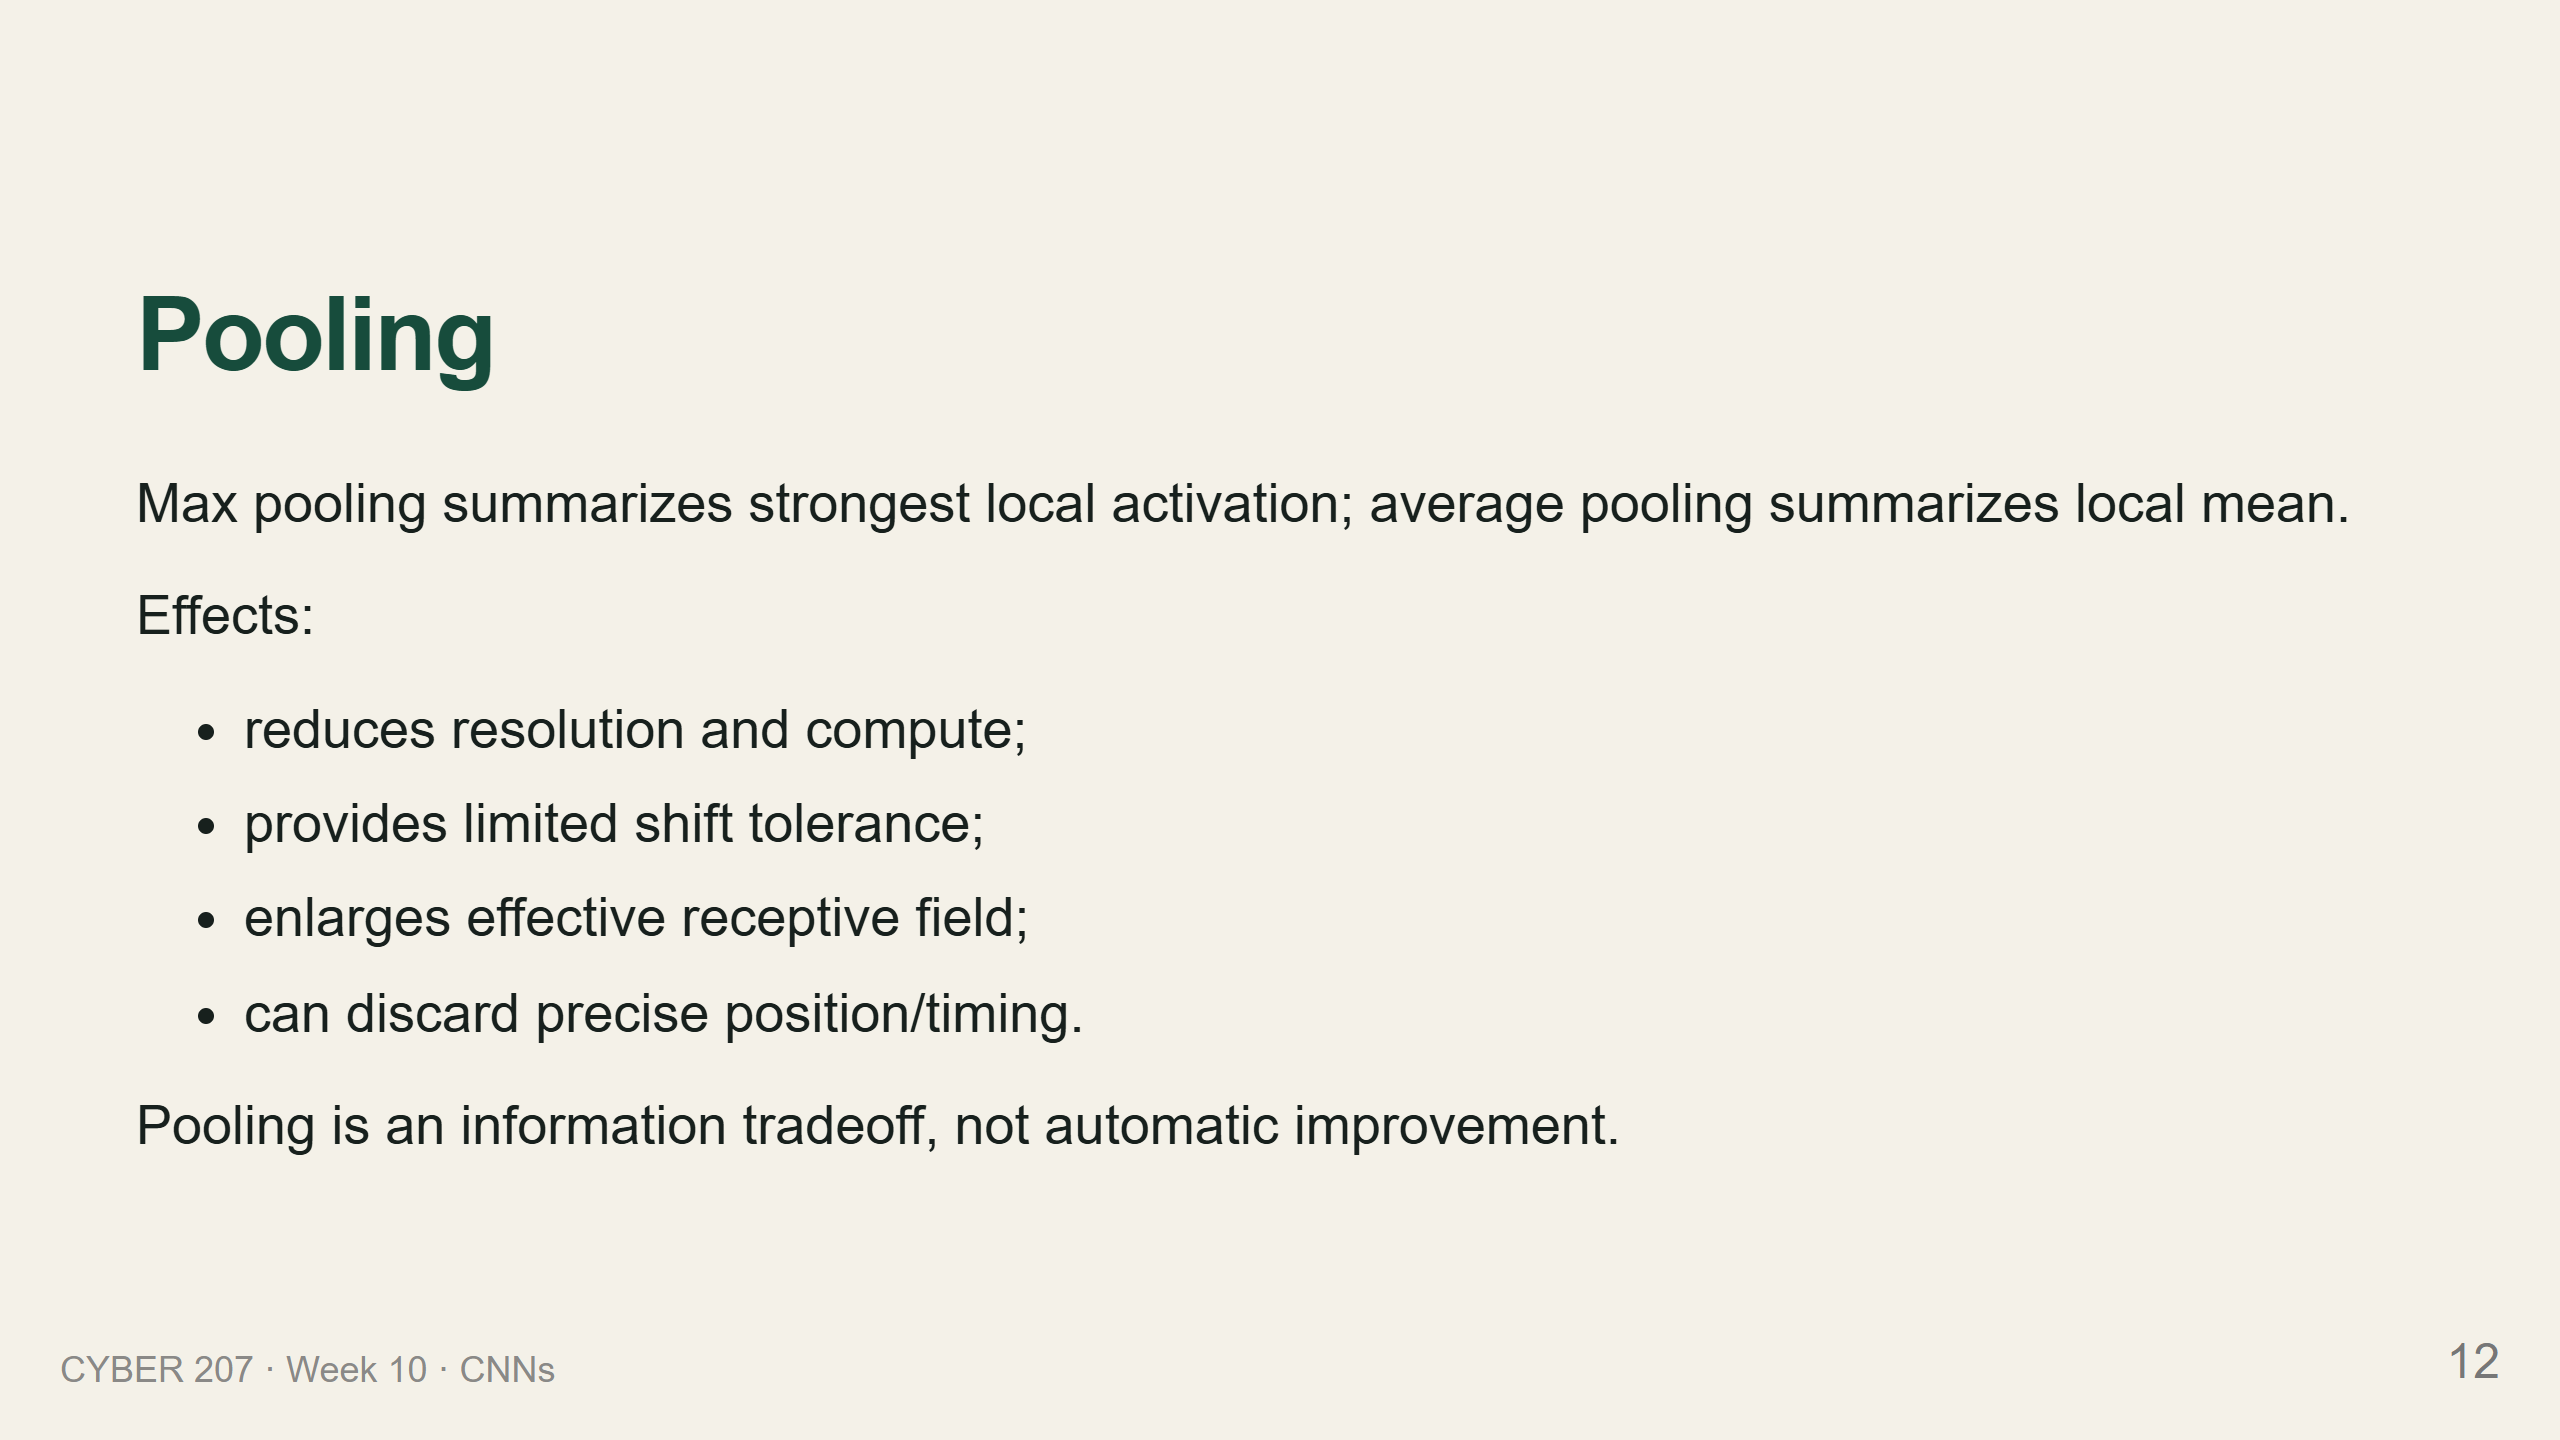 Pooling
Max pooling summarizes strongest local activation; average pooling summarizes local mean.
Effects:
• reduces resolution and compute;
• provides limited shift tolerance;
• enlarges effective receptive field;
• can discard precise position/timing.
Pooling is an information tradeoff, not automatic improvement.
CYBER 207 · Week 10 · CNNs
12